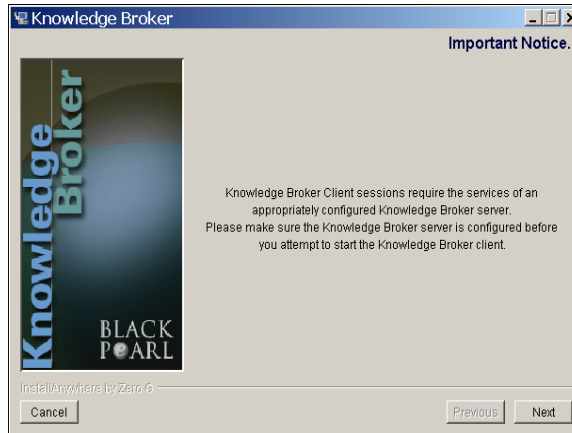 Knowledge Broker
Important Notice.
Knowledge
Broker
BLACK
PEARL
Knowledge Broker Client sessions require the services of an
appropriately configured Knowledge Broker server.
Please make sure the Knowledge Broker server is configured before
you attempt to start the Knowledge Broker client.
InstallAnywhere by Zero G
Cancel
Previous
Next